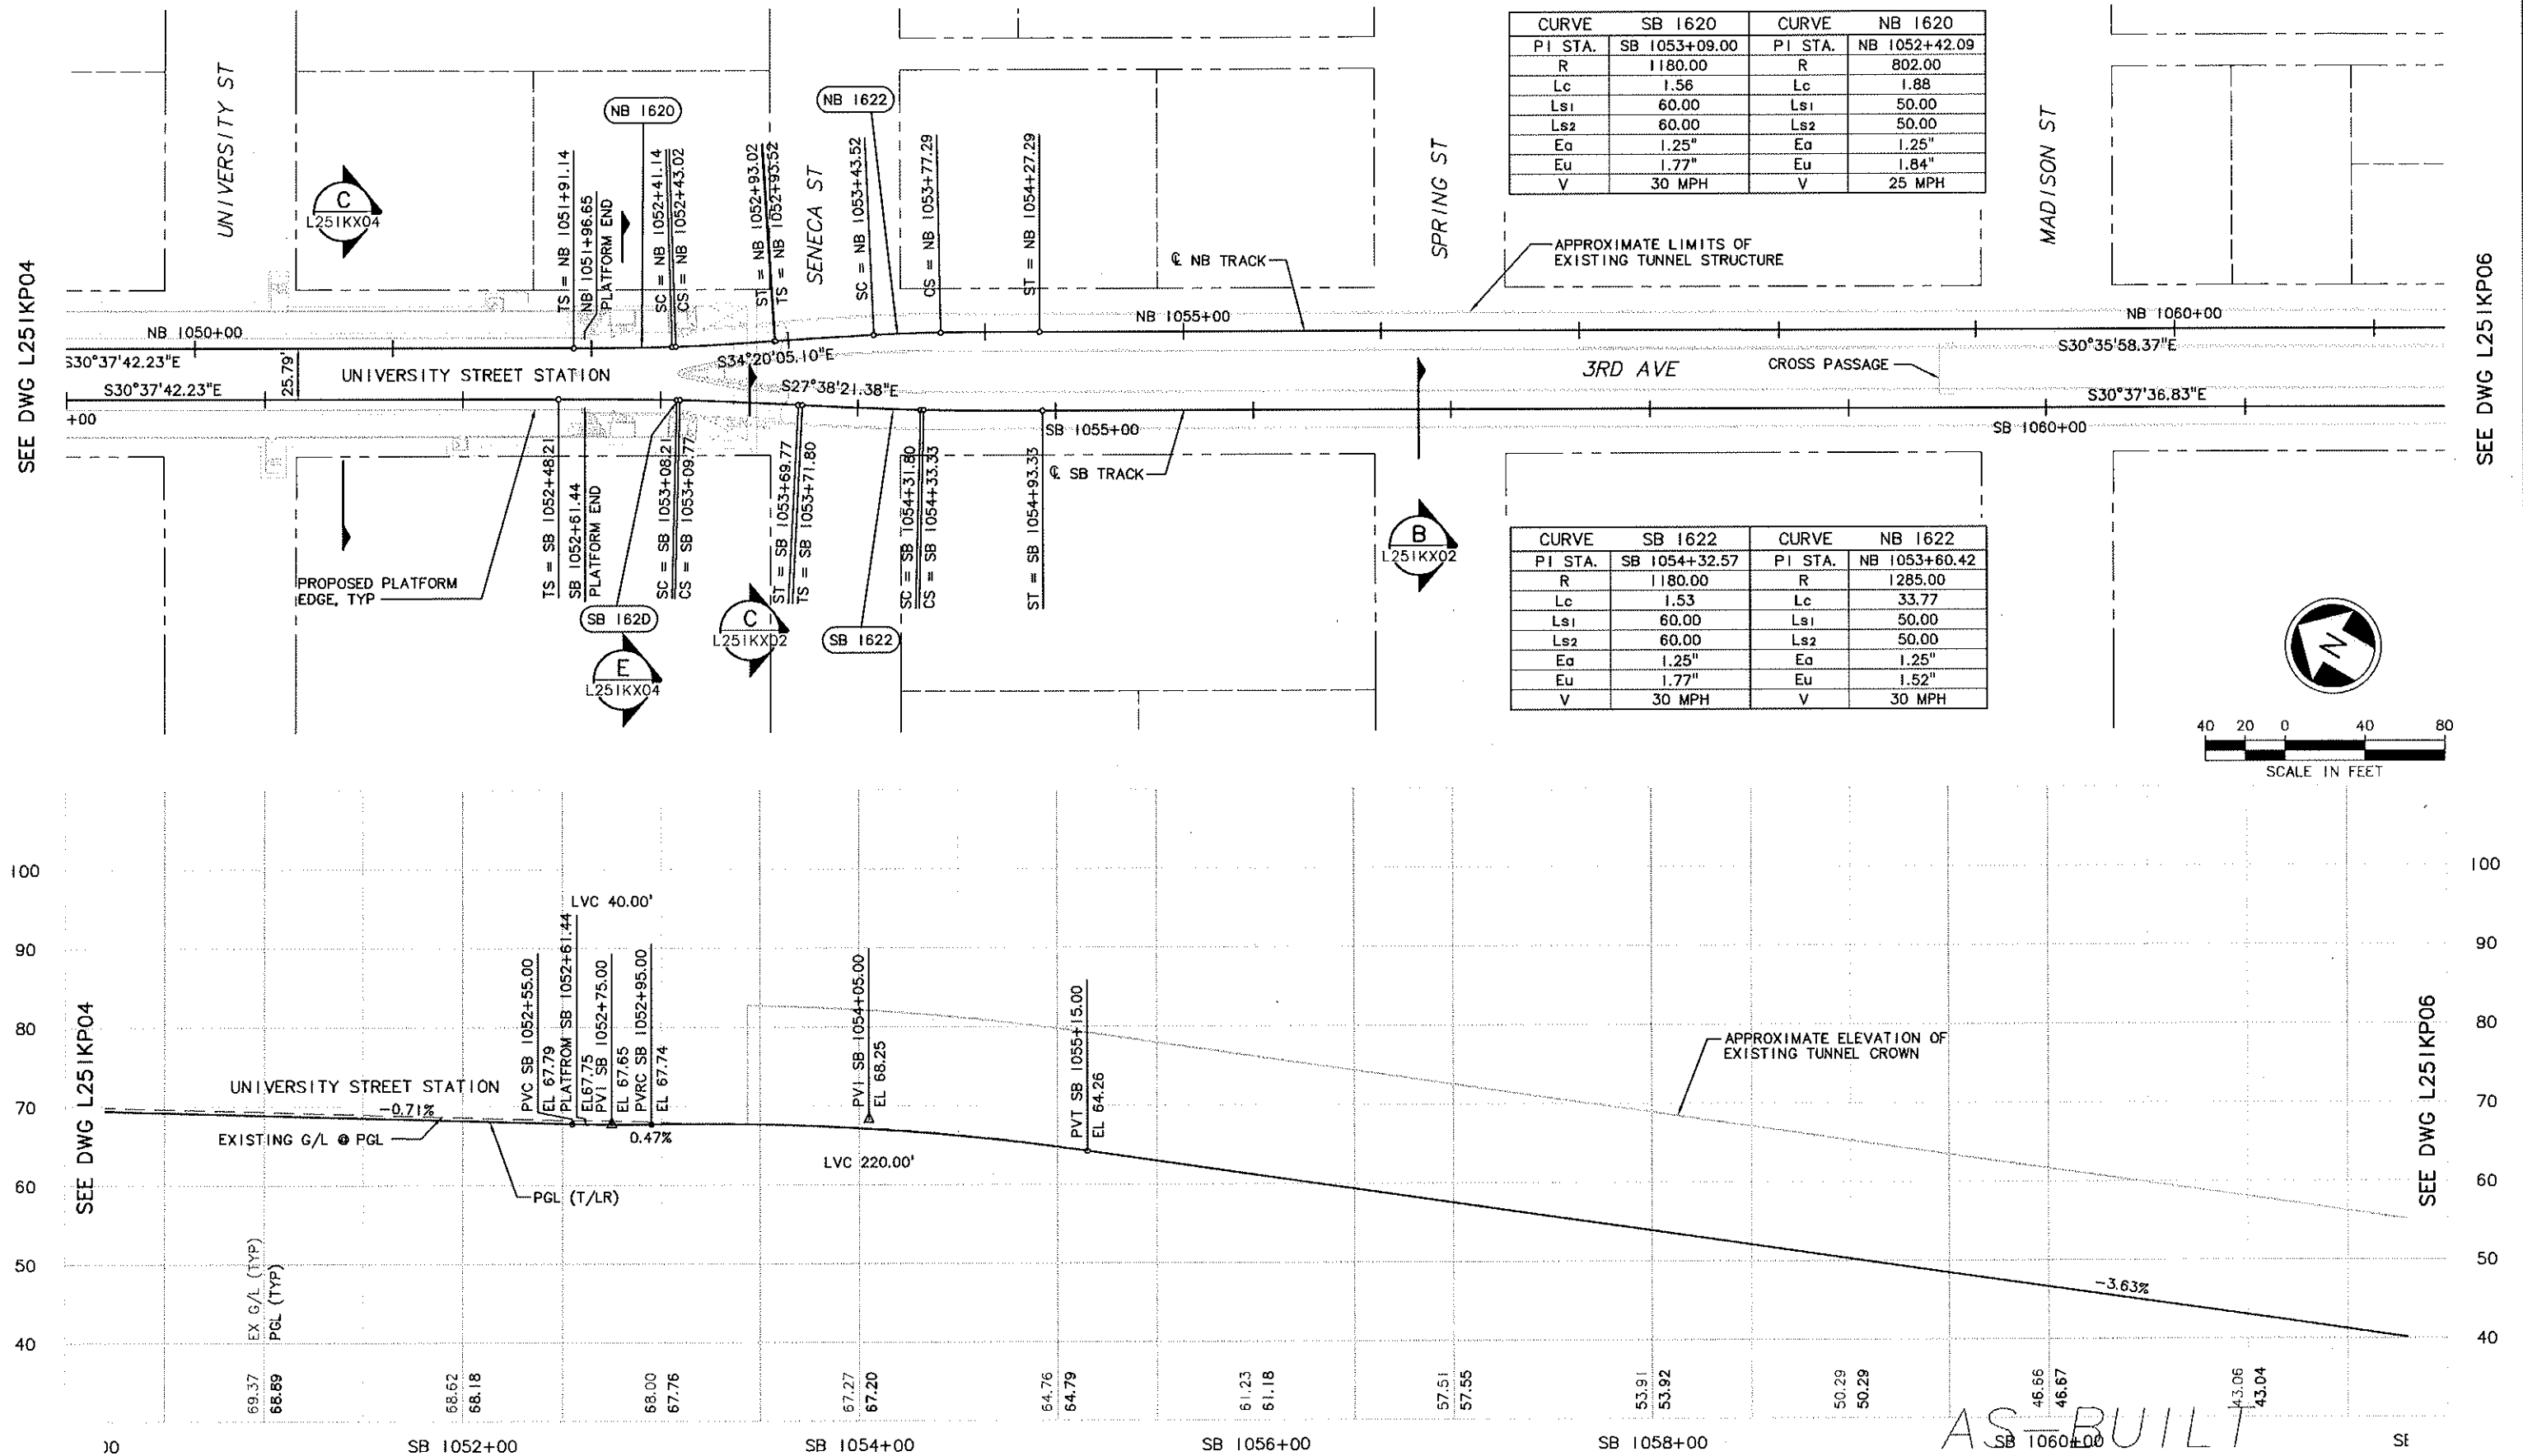 CURVE SB 1620 CURVE NB 1620
PI STA. SB 1053+09.00 PI STA. NB 1052+42.09
R 1180.00 R 802.00
Lc 1.56 Lc 1.88
Ls1 60.00 Ls1 50.00
Ls2 60.00 Ls2 50.00
Ea 1.25" Ea 1.25"
Eu 1.77" Eu 1.84"
V 30 MPH V 25 MPH
UNIVERSITY ST
SENECA ST
SPRING ST
MADISON ST
NB 1620
NB 1622
C
L251KX04
TS = NB 1051+91.14
NB 1051+96.65
PLATFORM END
SC = NB 1052+41.14
CS = NB 1052+43.02
ST = NB 1052+93.02
TS = NB 1052+93.52
SC = NB 1053+43.52
CS = NB 1053+77.29
ST = NB 1054+27.29
℄ NB TRACK
APPROXIMATE LIMITS OF
EXISTING TUNNEL STRUCTURE
SEE DWG L251KP04
SEE DWG L251KP06
NB 1050+00
NB 1055+00
NB 1060+00
S30°37'42.23"E
S34°20'05.10"E
S30°35'58.37"E
25.79'
UNIVERSITY STREET STATION
3RD AVE
CROSS PASSAGE
S30°37'42.23"E
S27°38'21.38"E
S30°37'36.83"E
+00
SB 1055+00
SB 1060+00
℄ SB TRACK
TS = SB 1052+48.21
SB 1052+61.44
PLATFORM END
SC = SB 1053+08.21
CS = SB 1053+09.77
ST = SB 1053+69.77
TS = SB 1053+71.80
SC = SB 1054+31.80
CS = SB 1054+33.33
ST = SB 1054+93.33
PROPOSED PLATFORM
EDGE, TYP
SB 1620
SB 1622
E
L251KX04
C
L251KX02
B
L251KX02
CURVE SB 1622 CURVE NB 1622
PI STA. SB 1054+32.57 PI STA. NB 1053+60.42
R 1180.00 R 1285.00
Lc 1.53 Lc 33.77
Ls1 60.00 Ls1 50.00
Ls2 60.00 Ls2 50.00
Ea 1.25" Ea 1.25"
Eu 1.77" Eu 1.52"
V 30 MPH V 30 MPH
N
40 20 0 40 80
SCALE IN FEET
100 100
90 90
80 80
70 70
60 60
50 50
40 40
SEE DWG L251KP04
SEE DWG L251KP06
LVC 40.00'
PVC SB 1052+55.00
EL 67.79
PLATFROM SB 1052+61.44
EL67.75
PVI SB 1052+75.00
EL 67.65
PVRC SB 1052+95.00
EL 67.74
PVI SB 1054+05.00
EL 68.25
PVT SB 1055+15.00
EL 64.26
UNIVERSITY STREET STATION
-0.71%
EXISTING G/L @ PGL
0.47%
LVC 220.00'
PGL (T/LR)
APPROXIMATE ELEVATION OF
EXISTING TUNNEL CROWN
-3.63%
EX G/L (TYP)
PGL (TYP)
69.37
68.89
68.62
68.18
68.00
67.76
67.27
67.20
64.76
64.79
61.23
61.18
57.51
57.55
53.91
53.92
50.29
50.29
46.66
46.67
43.06
43.04
AS-BUILT
SB 1052+00
SB 1054+00
SB 1056+00
SB 1058+00
SB 1060+00